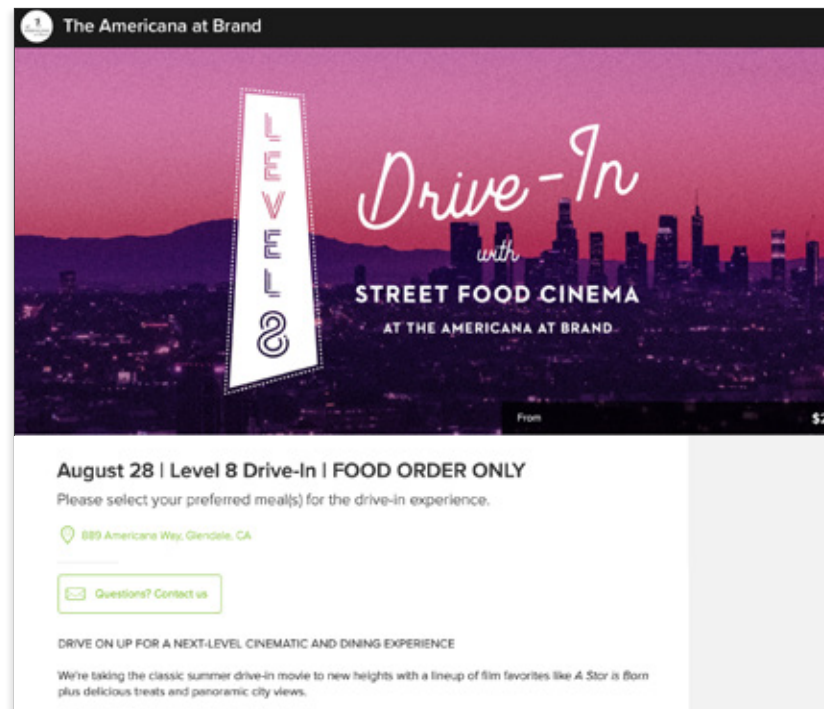 The Americana at Brand
LEVEL 8
Drive-In
with
STREET FOOD CINEMA
AT THE AMERICANA AT BRAND
From
$2
August 28 | Level 8 Drive-In | FOOD ORDER ONLY
Please select your preferred meal(s) for the drive-in experience.
889 Americana Way, Glendale, CA
Questions? Contact us
DRIVE ON UP FOR A NEXT-LEVEL CINEMATIC AND DINING EXPERIENCE
We're taking the classic summer drive-in movie to new heights with a lineup of film favorites like A Star is Born
plus delicious treats and panoramic city views.